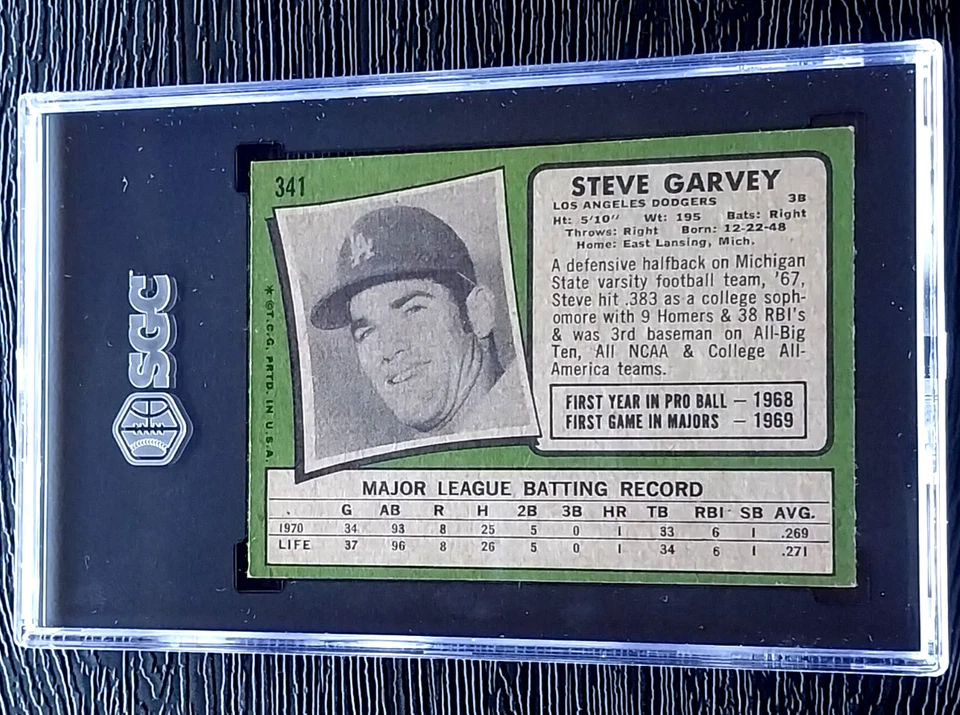 SGC
341
LA
* ©T.C.G. PRTD. IN U.S.A.
STEVE GARVEY
LOS ANGELES DODGERS 3B
Ht: 5'10" Wt: 195 Bats: Right
Throws: Right Born: 12-22-48
Home: East Lansing, Mich.
A defensive halfback on Michigan
State varsity football team, '67,
Steve hit .383 as a college soph-
omore with 9 Homers & 38 RBI's
& was 3rd baseman on All-Big
Ten, All NCAA & College All-
America teams.
FIRST YEAR IN PRO BALL — 1968
FIRST GAME IN MAJORS — 1969
MAJOR LEAGUE BATTING RECORD
G AB R H 2B 3B HR TB RBI SB AVG.
1970 34 93 8 25 5 0 1 33 6 1 .269
LIFE 37 96 8 26 5 0 1 34 6 1 .271